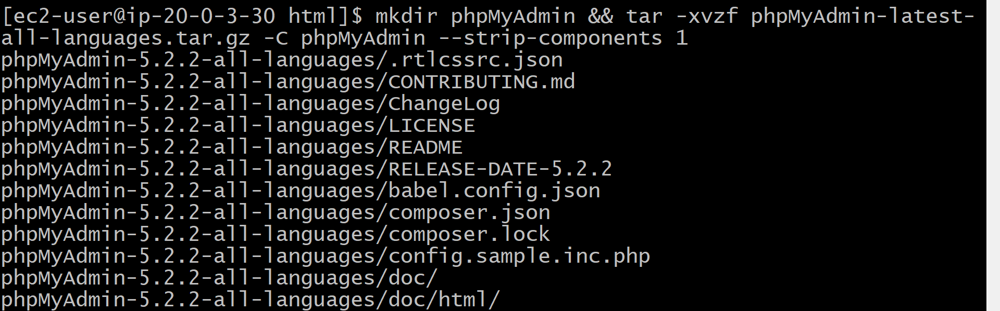 [ec2-user@ip-20-0-3-30 html]$ mkdir phpMyAdmin && tar -xvzf phpMyAdmin-latest-
all-languages.tar.gz -C phpMyAdmin --strip-components 1
phpMyAdmin-5.2.2-all-languages/.rtlcssrc.json
phpMyAdmin-5.2.2-all-languages/CONTRIBUTING.md
phpMyAdmin-5.2.2-all-languages/ChangeLog
phpMyAdmin-5.2.2-all-languages/LICENSE
phpMyAdmin-5.2.2-all-languages/README
phpMyAdmin-5.2.2-all-languages/RELEASE-DATE-5.2.2
phpMyAdmin-5.2.2-all-languages/babel.config.json
phpMyAdmin-5.2.2-all-languages/composer.json
phpMyAdmin-5.2.2-all-languages/composer.lock
phpMyAdmin-5.2.2-all-languages/config.sample.inc.php
phpMyAdmin-5.2.2-all-languages/doc/
phpMyAdmin-5.2.2-all-languages/doc/html/